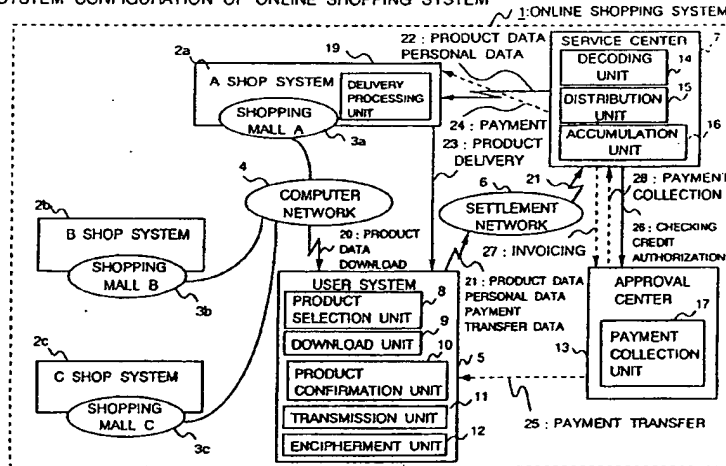 SYSTEM CONFIGURATION OF ONLINE SHOPPING SYSTEM
1:ONLINE SHOPPING SYSTEM
2a
19
A SHOP SYSTEM
DELIVERY
PROCESSING
UNIT
SHOPPING
MALL A
3a
22 : PRODUCT DATA
PERSONAL DATA
24 : PAYMENT
23 : PRODUCT
DELIVERY
SERVICE CENTER
7
DECODING
UNIT
14
DISTRIBUTION
UNIT
15
ACCUMULATION
UNIT
16
4
COMPUTER
NETWORK
20 : PRODUCT
DATA
DOWNLOAD
6
21
SETTLEMENT
NETWORK
27 : INVOICING
28 : PAYMENT
COLLECTION
26 : CHECKING
CREDIT
AUTHORIZATION
2b
B SHOP SYSTEM
SHOPPING
MALL B
3b
2c
C SHOP SYSTEM
SHOPPING
MALL C
3c
USER SYSTEM
PRODUCT
SELECTION UNIT
8
DOWNLOAD UNIT
9
PRODUCT
CONFIRMATION UNIT
10
5
TRANSMISSION UNIT
11
ENCIPHERMENT UNIT
12
21 : PRODUCT DATA
PERSONAL DATA
PAYMENT
TRANSFER DATA
APPROVAL
CENTER
17
PAYMENT
COLLECTION
UNIT
13
25 : PAYMENT TRANSFER